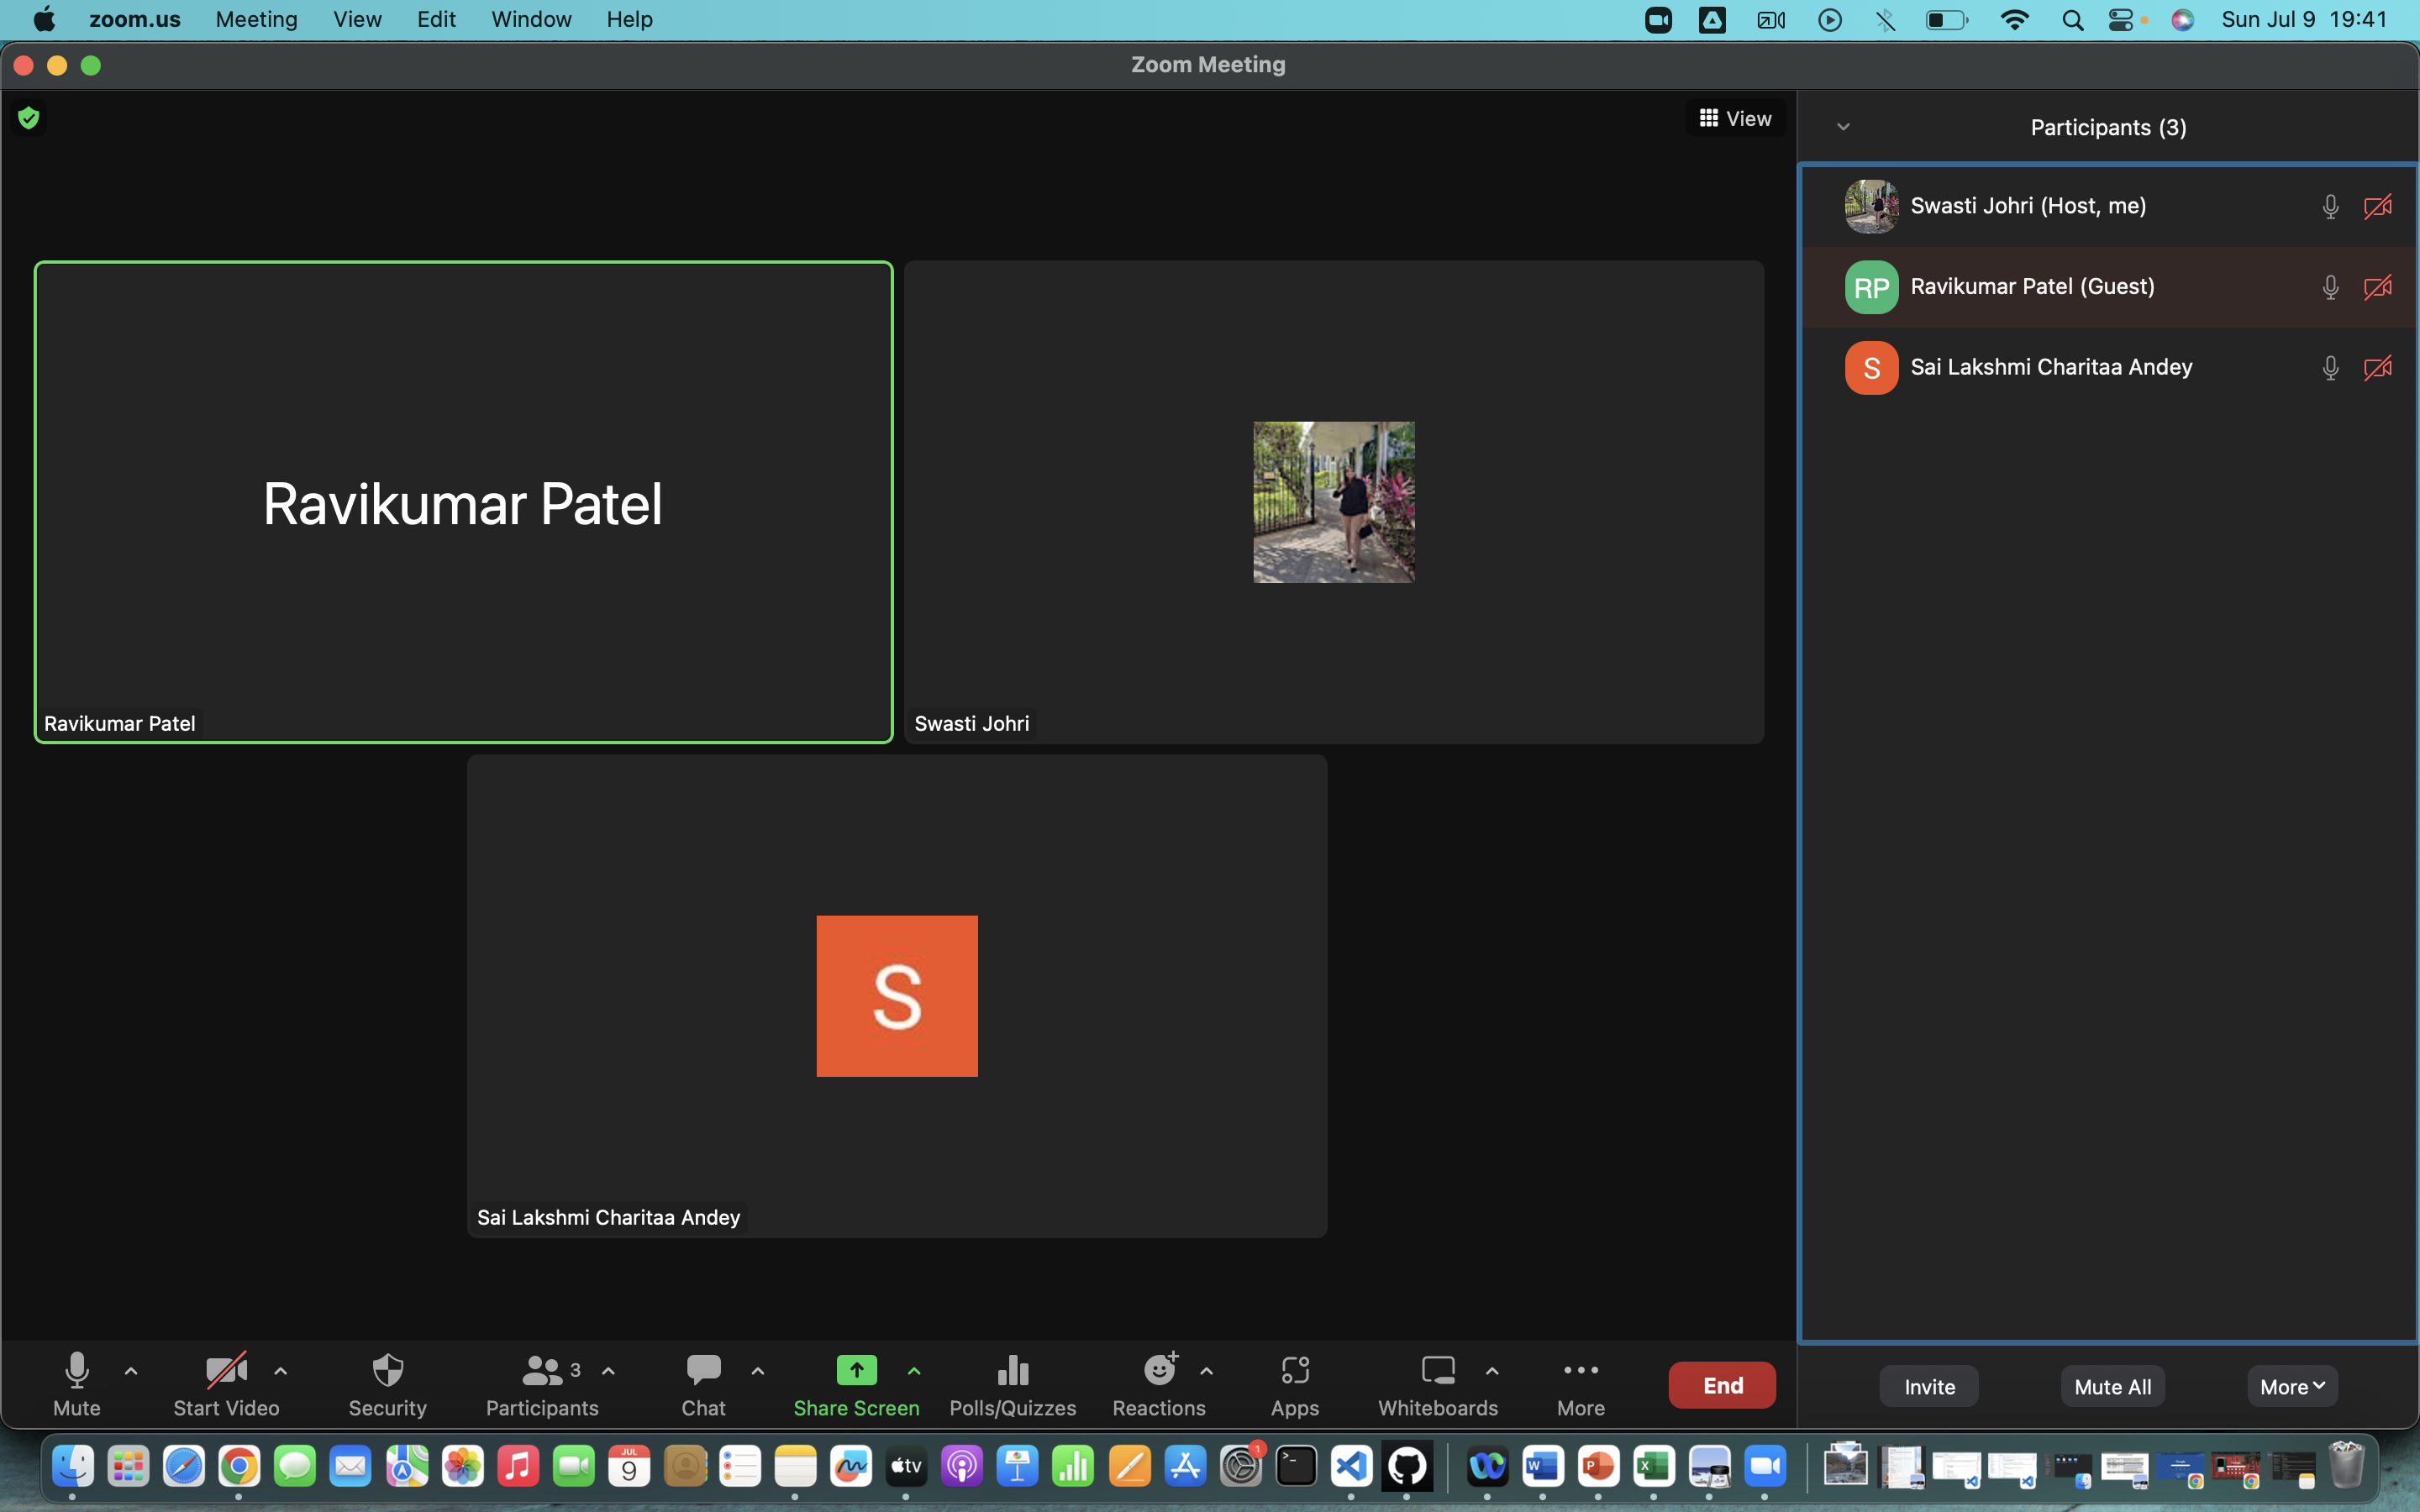 zoom.us Meeting View Edit Window Help Sun Jul 9 19:41
Zoom Meeting
View
Participants (3)
Swasti Johri (Host, me)
RP Ravikumar Patel (Guest)
S Sai Lakshmi Charitaa Andey
Ravikumar Patel
Ravikumar Patel
Swasti Johri
S
Sai Lakshmi Charitaa Andey
3
Mute Start Video Security Participants Chat Share Screen Polls/Quizzes Reactions Apps Whiteboards More
End
Invite Mute All More
JUL
9
tv
1
W
P
X